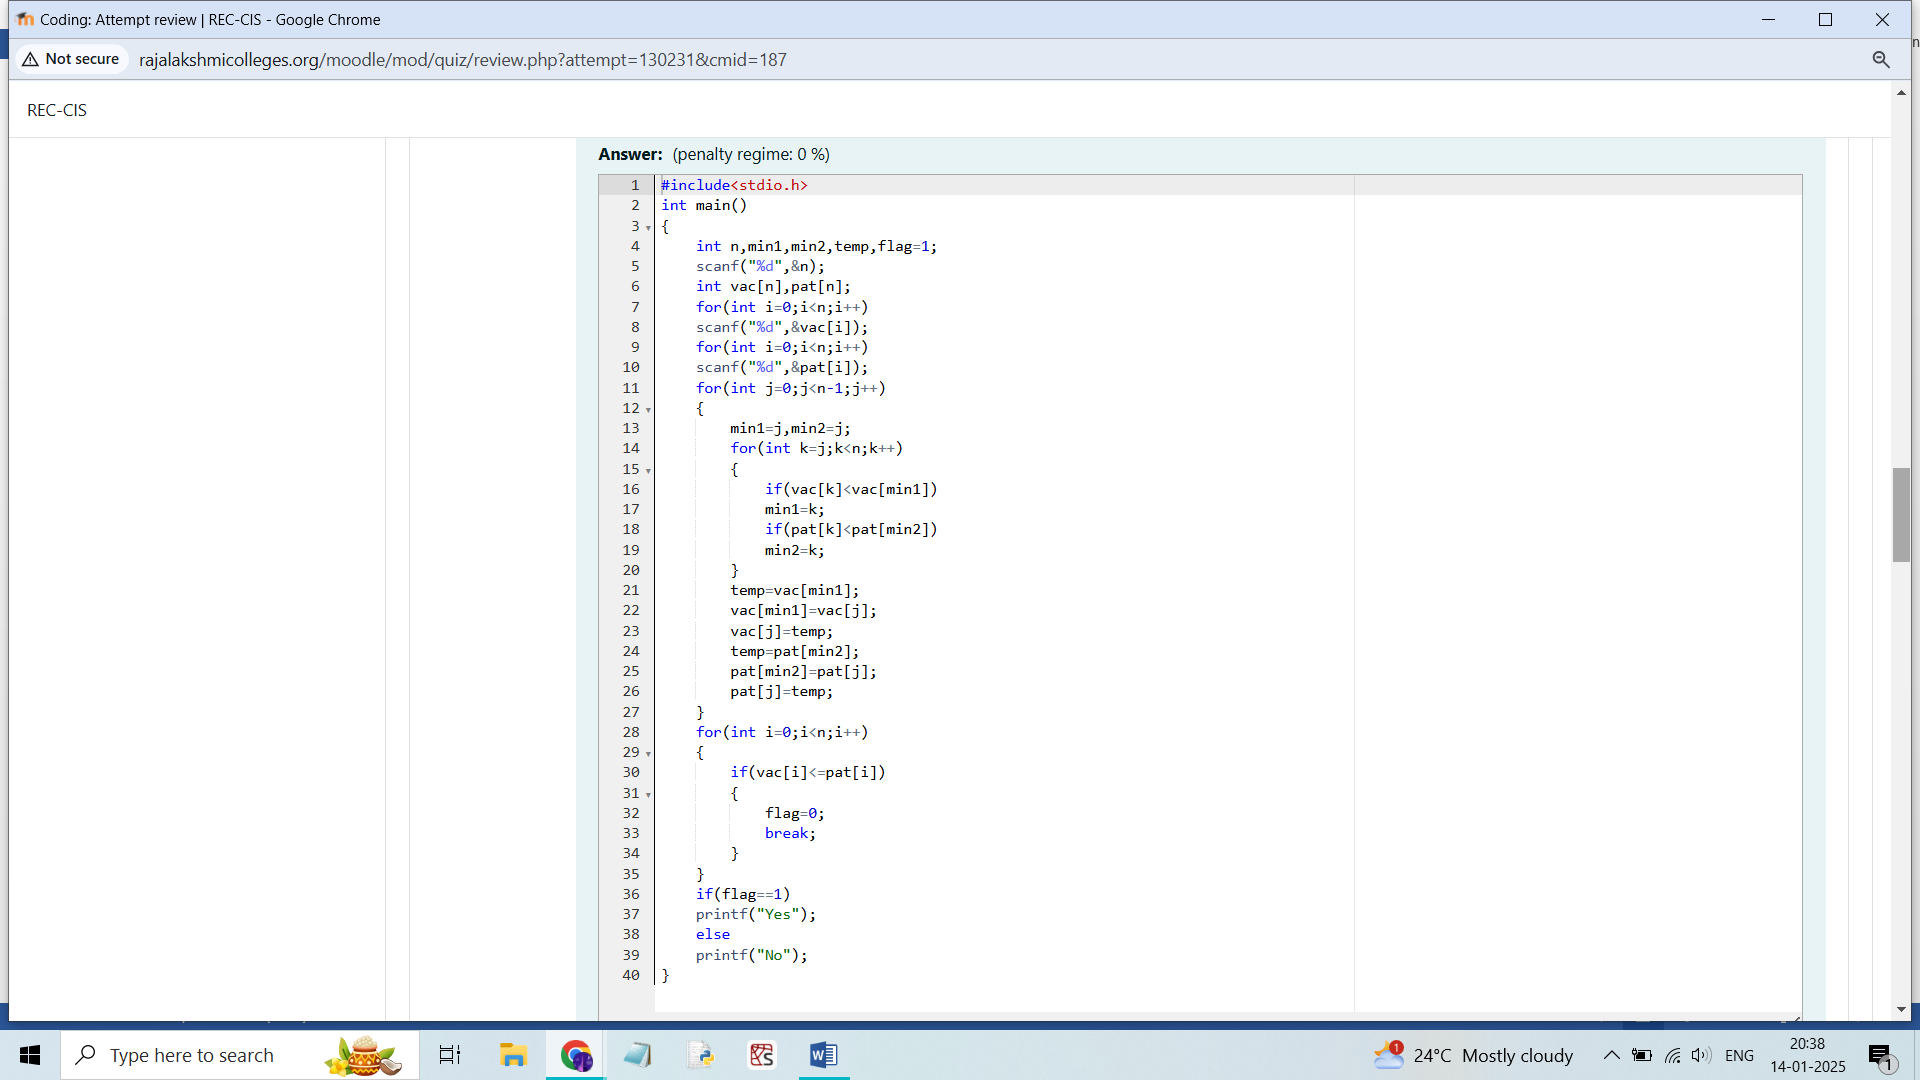 Coding: Attempt review | REC-CIS - Google Chrome
Not secure rajalakshmicolleges.org/moodle/mod/quiz/review.php?attempt=130231&cmid=187
REC-CIS
Answer: (penalty regime: 0 %)
1 #include<stdio.h>
2 int main()
3 {
4 int n,min1,min2,temp,flag=1;
5 scanf("%d",&n);
6 int vac[n],pat[n];
7 for(int i=0;i<n;i++)
8 scanf("%d",&vac[i]);
9 for(int i=0;i<n;i++)
10 scanf("%d",&pat[i]);
11 for(int j=0;j<n-1;j++)
12 {
13 min1=j,min2=j;
14 for(int k=j;k<n;k++)
15 {
16 if(vac[k]<vac[min1])
17 min1=k;
18 if(pat[k]<pat[min2])
19 min2=k;
20 }
21 temp=vac[min1];
22 vac[min1]=vac[j];
23 vac[j]=temp;
24 temp=pat[min2];
25 pat[min2]=pat[j];
26 pat[j]=temp;
27 }
28 for(int i=0;i<n;i++)
29 {
30 if(vac[i]<=pat[i])
31 {
32 flag=0;
33 break;
34 }
35 }
36 if(flag==1)
37 printf("Yes");
38 else
39 printf("No");
40 }
Type here to search
1 24°C Mostly cloudy
ENG
20:38
14-01-2025
1